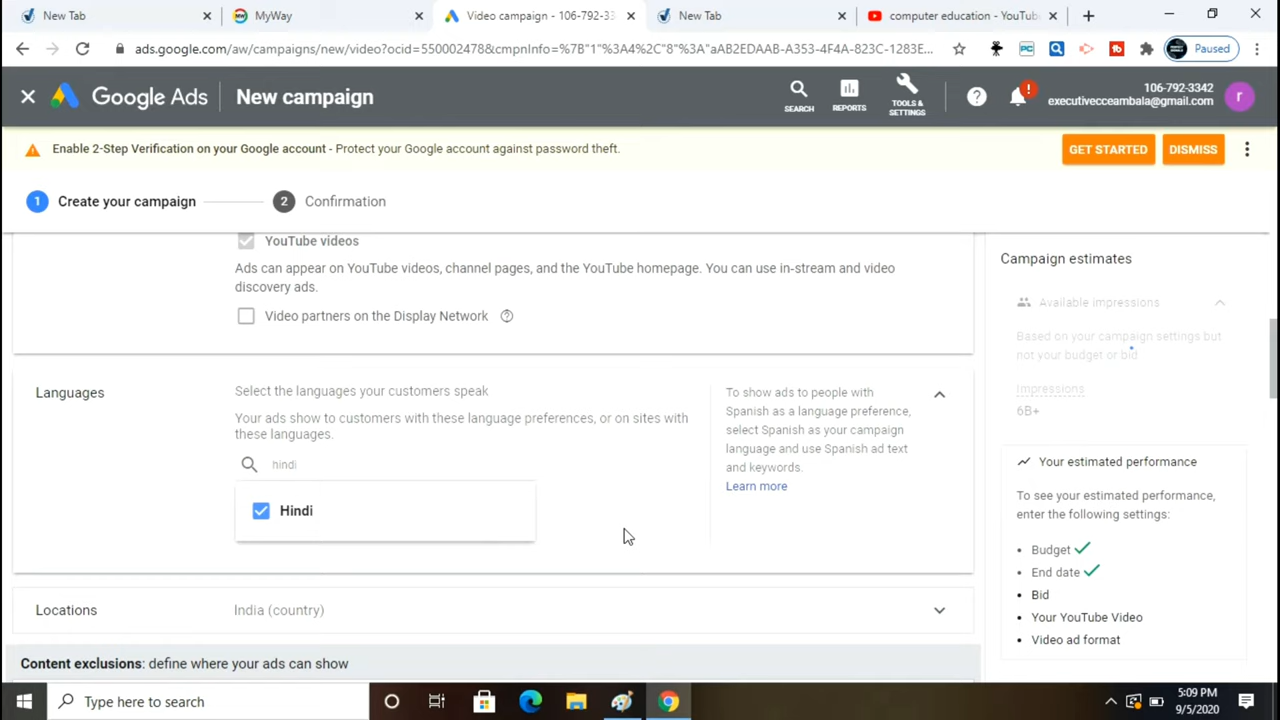 New Tab
MyWay
Video campaign - 106-792-33
New Tab
computer education - YouTube
ads.google.com/aw/campaigns/new/video?ocid=550002478&cmpnInfo=%7B"1"%3A4%2C"8"%3A"aAB2EDAAB-A353-4F4A-823C-1283E...
Paused
Google Ads
New campaign
SEARCH
REPORTS
TOOLS & SETTINGS
106-792-3342
executivecceambala@gmail.com
r
Enable 2-Step Verification on your Google account - Protect your Google account against password theft.
GET STARTED
DISMISS
1 Create your campaign
2 Confirmation
YouTube videos
Ads can appear on YouTube videos, channel pages, and the YouTube homepage. You can use in-stream and video
discovery ads.
Video partners on the Display Network
Languages
Select the languages your customers speak
Your ads show to customers with these language preferences, or on sites with
these languages.
hindi
Hindi
To show ads to people with
Spanish as a language preference,
select Spanish as your campaign
language and use Spanish ad text
and keywords.
Learn more
Locations
India (country)
Content exclusions: define where your ads can show
Campaign estimates
Available impressions
Based on your campaign settings but
not your budget or bid
Impressions
6B+
Your estimated performance
To see your estimated performance,
enter the following settings:
• Budget
• End date
• Bid
• Your YouTube Video
• Video ad format
Type here to search
5:09 PM
9/5/2020